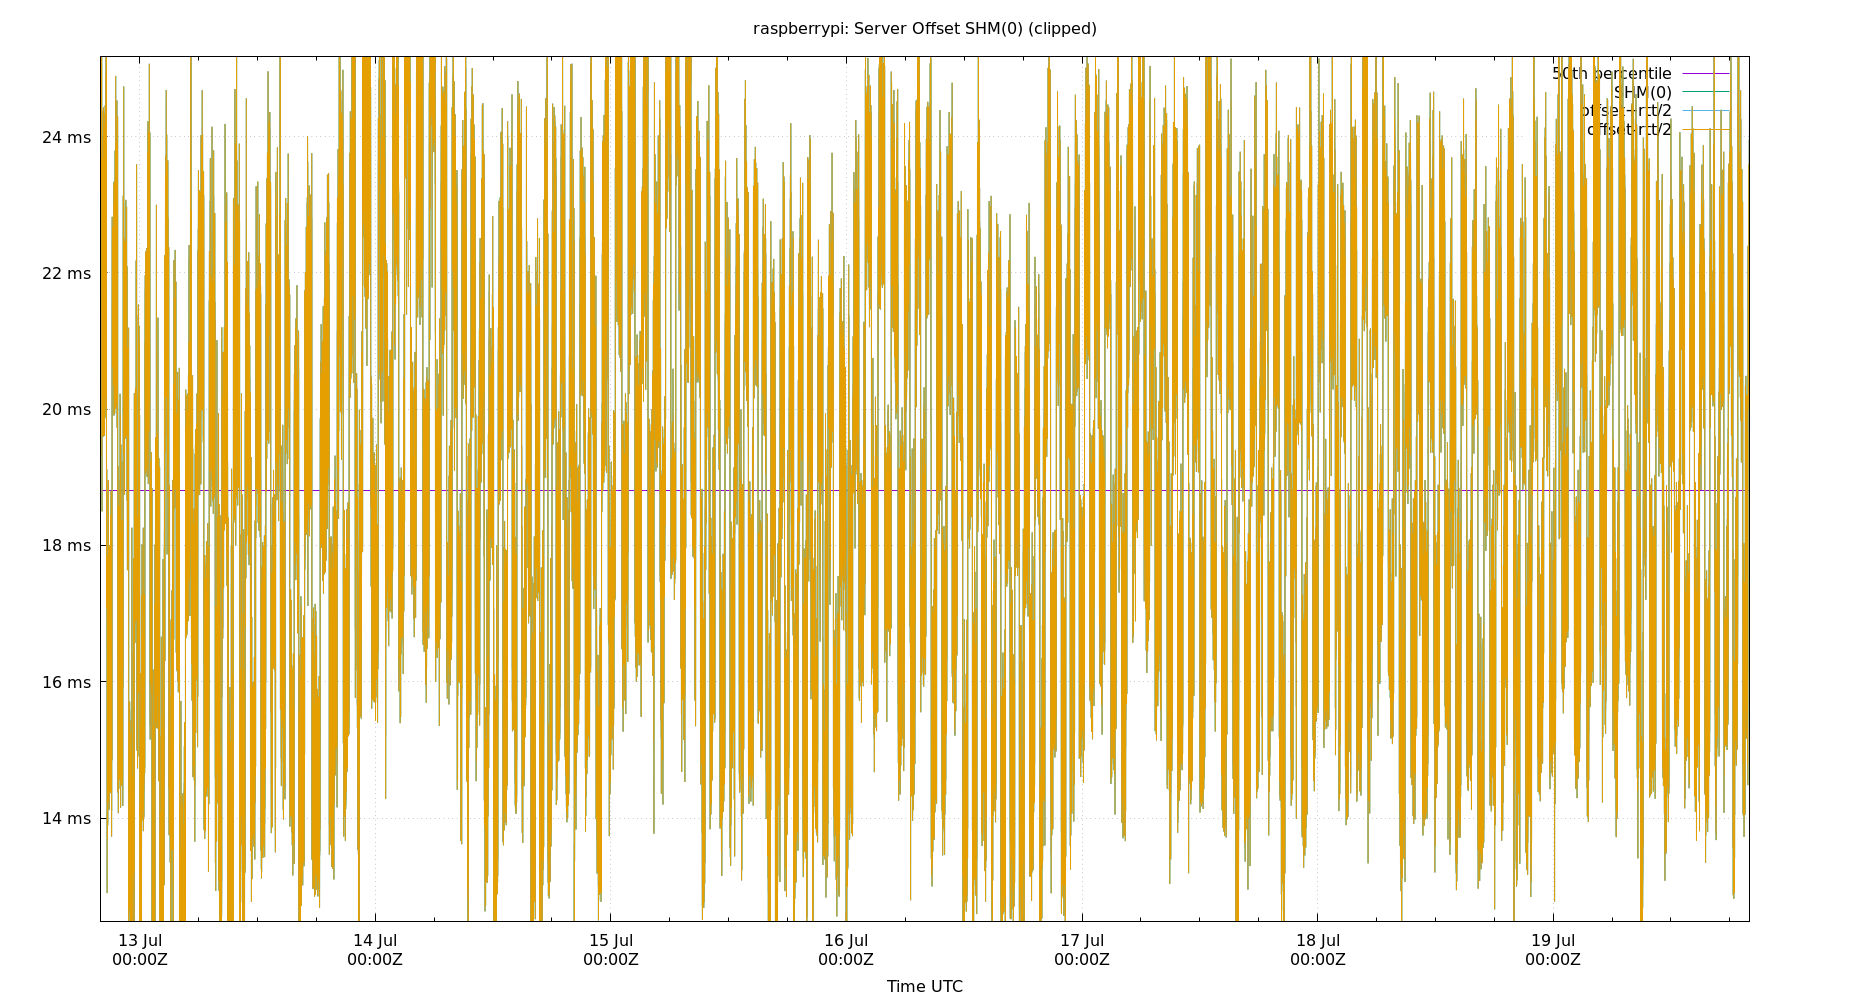 raspberrypi: Server Offset SHM(0) (clipped)
50th percentile
SHM(0)
offset+rtt/2
offset-rtt/2
24 ms
22 ms
20 ms
18 ms
16 ms
14 ms
13 Jul 14 Jul 15 Jul 16 Jul 17 Jul 18 Jul 19 Jul
00:00Z 00:00Z 00:00Z 00:00Z 00:00Z 00:00Z 00:00Z
Time UTC